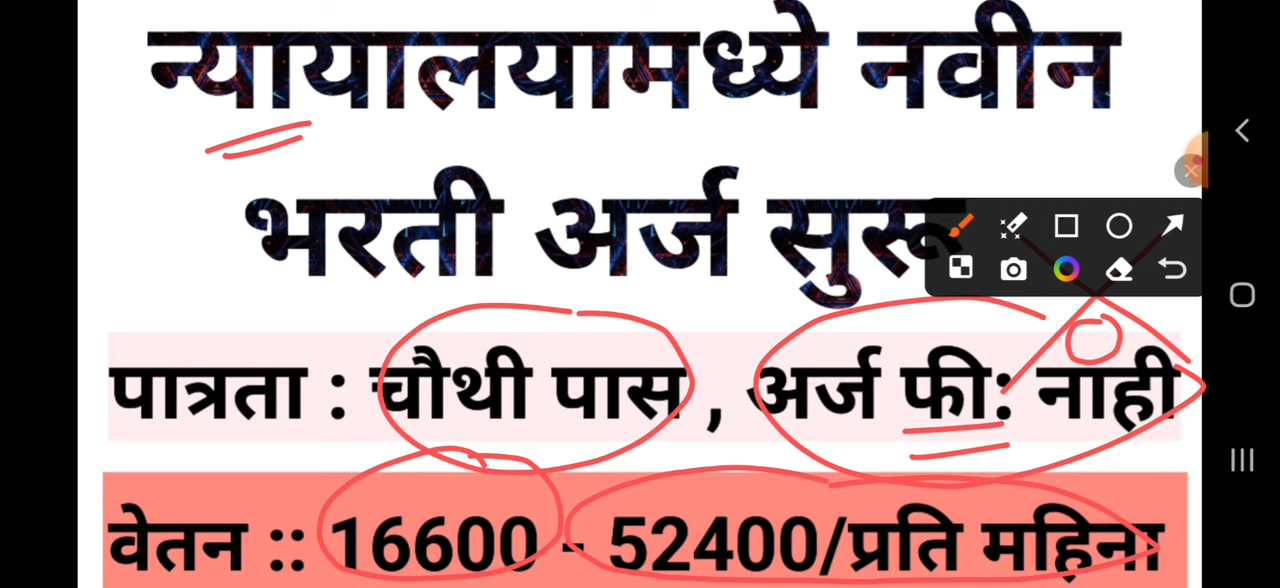 न्यायालयामध्ये नवीन
भरती अर्ज सुरू
पात्रता : चौथी पास , अर्ज फी: नाही
वेतन :: 16600 - 52400/प्रति महिना